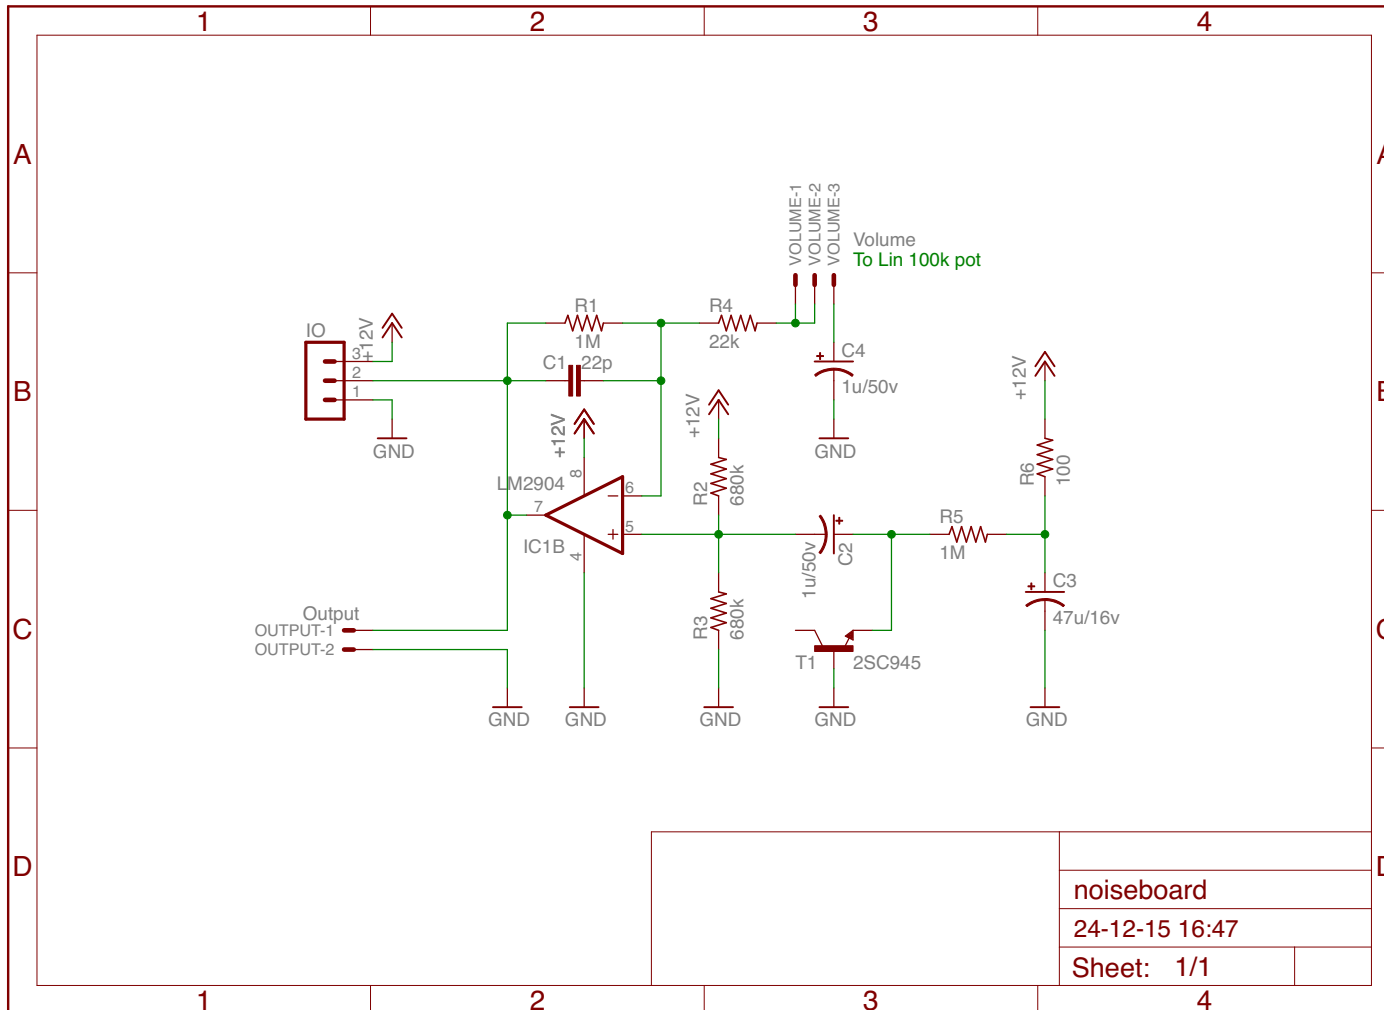 1 2 3 4
A A
VOLUME-1
VOLUME-2
VOLUME-3
Volume
To Lin 100k pot
R1
1M
R4
22k
IO
3
2
1
+12V
GND
C1 22p
+
C4
1u/50v
GND
B
+12V
+12V
+12V
R2
680k
R6
100
LM2904
8
6
−
7
5
+
4
IC1B
1u/50v
+
C2
R5
1M
+
C3
47u/16v
C
Output
OUTPUT-1
OUTPUT-2
R3
680k
T1
2SC945
GND GND GND GND GND
D
noiseboard
24-12-15 16:47
Sheet: 1/1
1 2 3 4